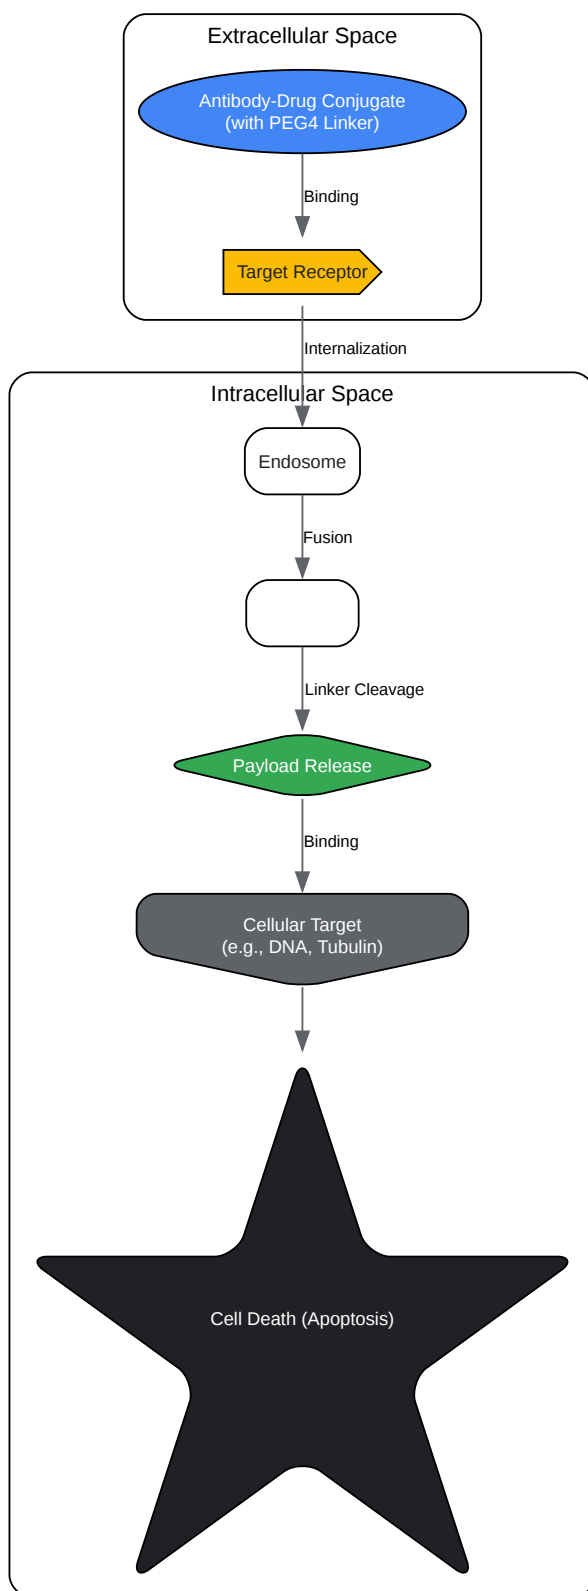 Extracellular Space
Antibody-Drug Conjugate
(with PEG4 Linker)
Binding
Target Receptor
Internalization
Intracellular Space
Endosome
Fusion
Linker Cleavage
Payload Release
Binding
Cellular Target
(e.g., DNA, Tubulin)
Cell Death (Apoptosis)